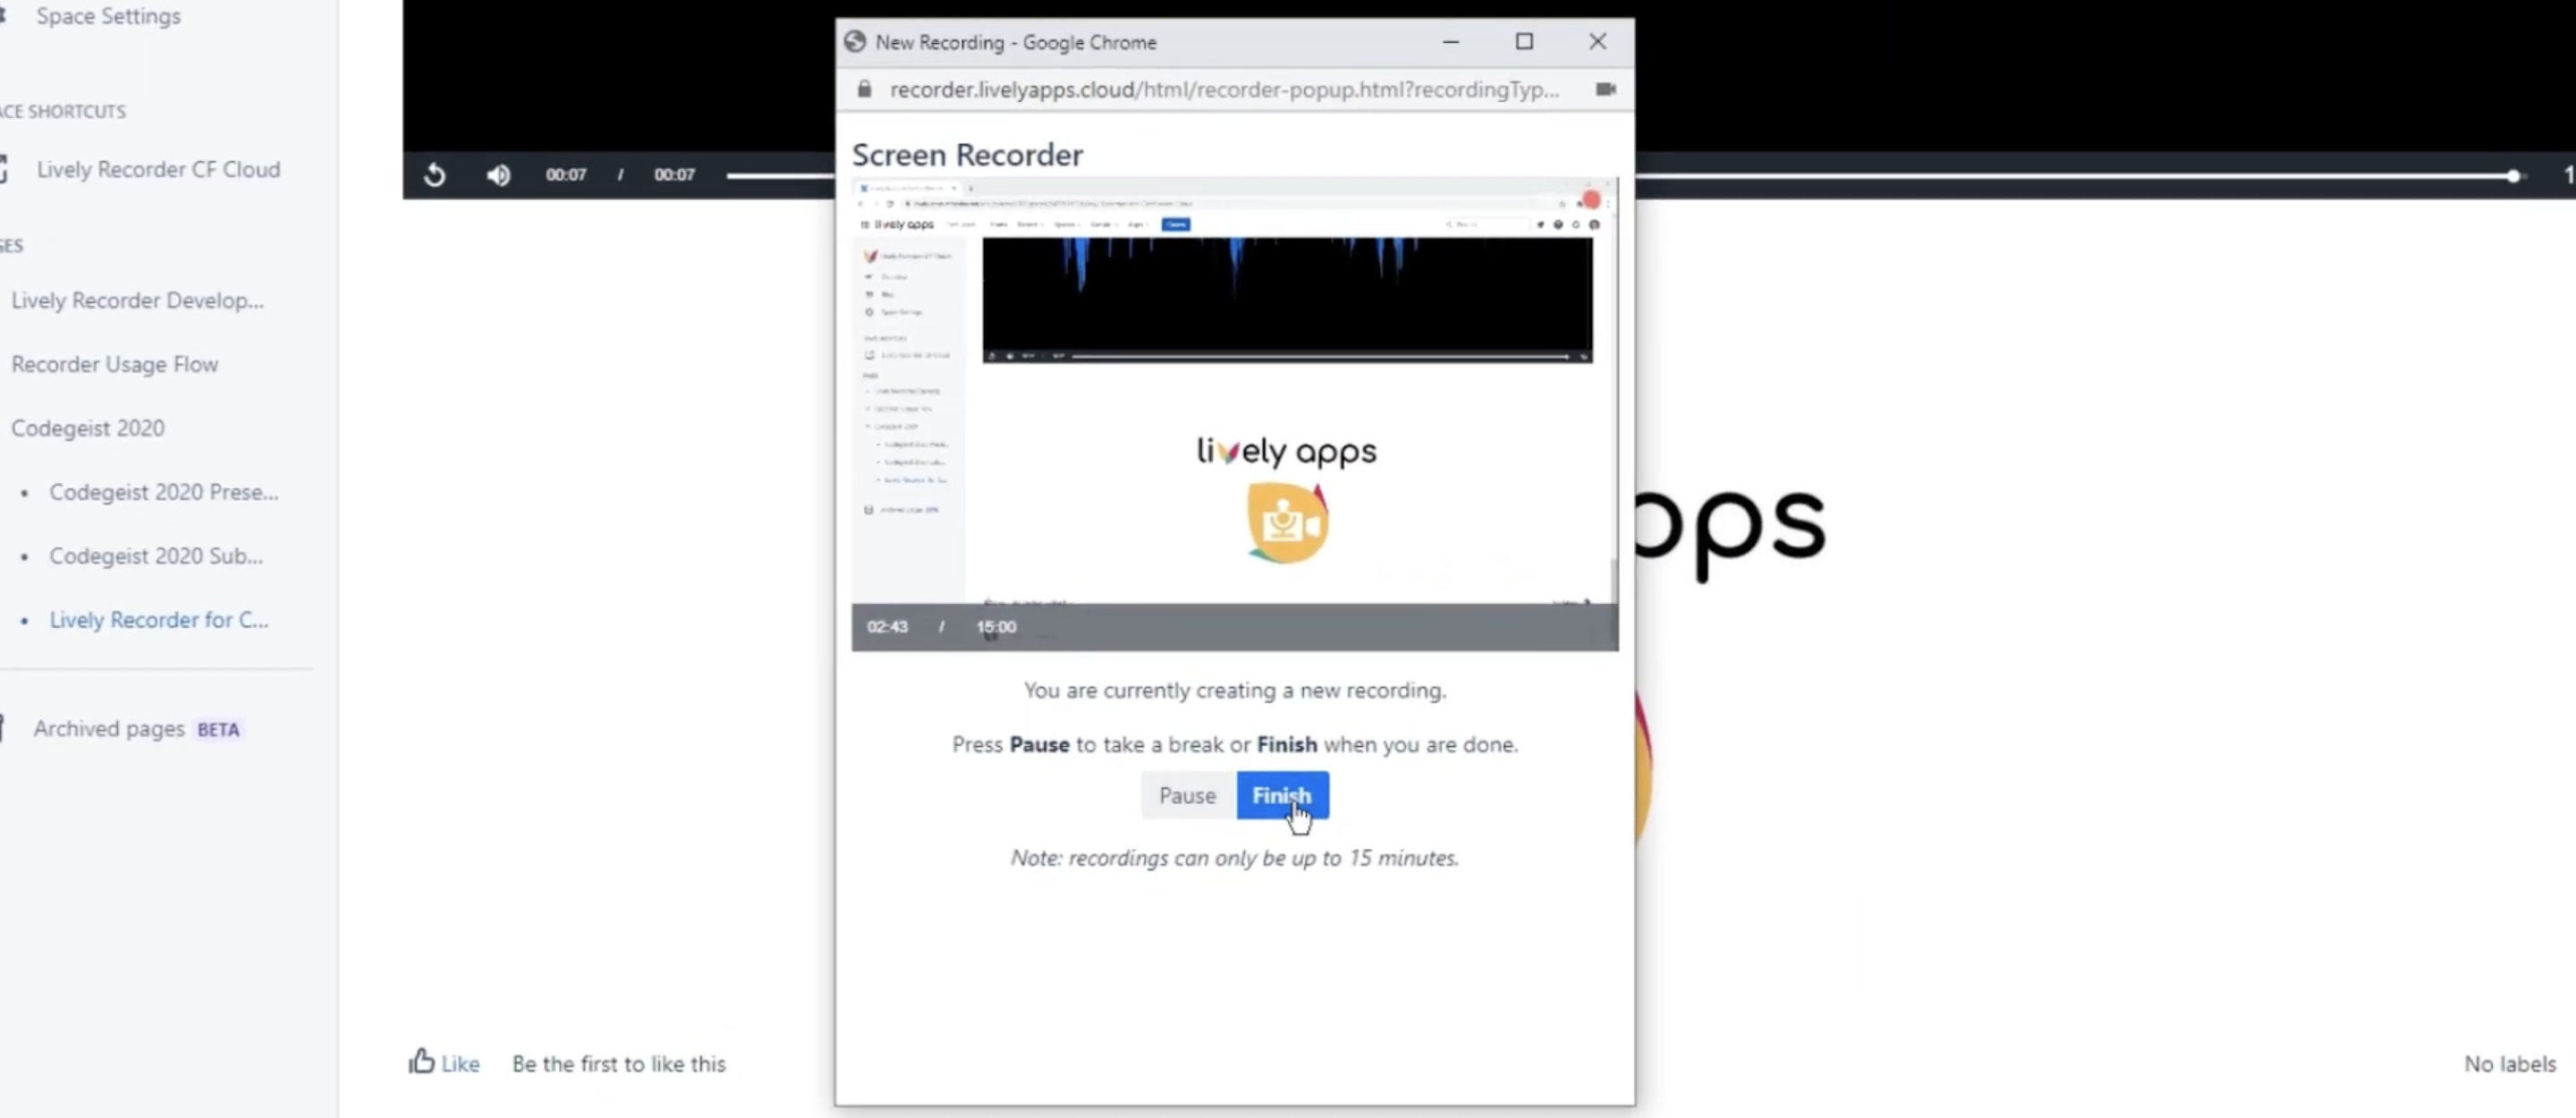 Space Settings
ACE SHORTCUTS
Lively Recorder CF Cloud
GES
Lively Recorder Develop...
Recorder Usage Flow
Codegeist 2020
• Codegeist 2020 Prese...
• Codegeist 2020 Sub...
• Lively Recorder for C...
Archived pages BETA
00:07 / 00:07
1
New Recording - Google Chrome
recorder.livelyapps.cloud/html/recorder-popup.html?recordingTyp...
Screen Recorder
lively apps
lively apps
02:43 / 15:00
You are currently creating a new recording.
Press Pause to take a break or Finish when you are done.
Pause Finish
Note: recordings can only be up to 15 minutes.
pps
Like Be the first to like this
No labels